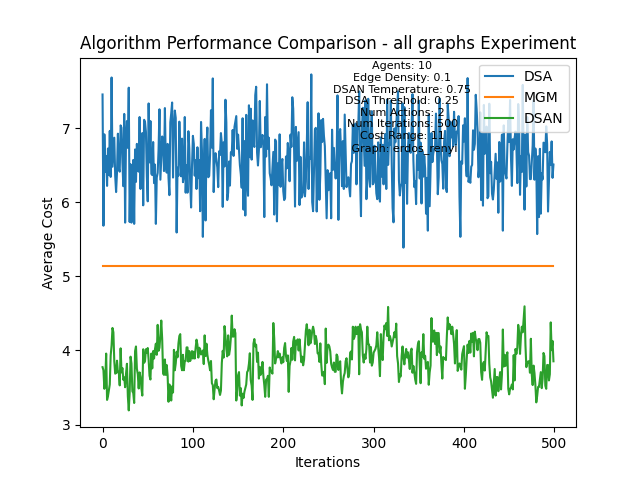 Algorithm Performance Comparison - all graphs Experiment
Agents: 10
Edge Density: 0.1
DSAN Temperature: 0.75
DSA Threshold: 0.25
Num Actions: 2
Num Iterations: 500
Cost Range: 11
Graph: erdos_renyi
DSA
MGM
DSAN
Average Cost
7
6
5
4
3
0
100
200
300
400
500
Iterations